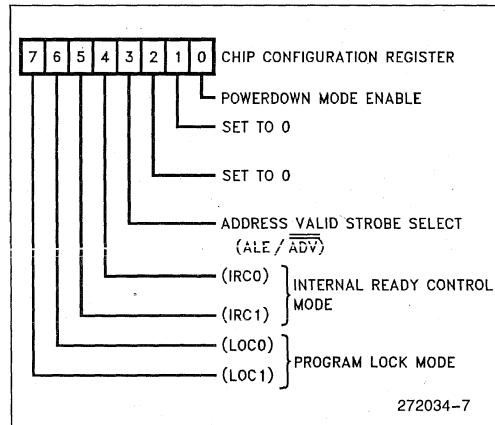 7 6 5 4 3 2 1 0 CHIP CONFIGURATION REGISTER
POWERDOWN MODE ENABLE
SET TO 0
SET TO 0
ADDRESS VALID STROBE SELECT
(ALE / A̅D̅V̅)
(IRC0)
INTERNAL READY CONTROL
MODE
(IRC1)
(LOC0)
PROGRAM LOCK MODE
(LOC1)
272034-7